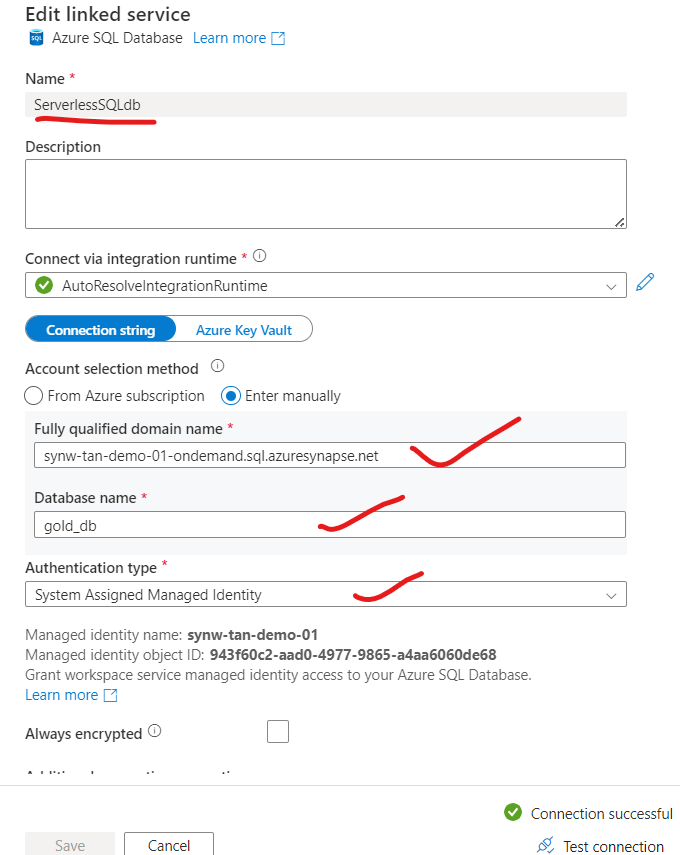 Edit linked service
SQL Azure SQL Database Learn more
Name *
ServerlessSQLdb
Description
Connect via integration runtime *
AutoResolveIntegrationRuntime
Connection string Azure Key Vault
Account selection method
From Azure subscription Enter manually
Fully qualified domain name *
synw-tan-demo-01-ondemand.sql.azuresynapse.net
Database name *
gold_db
Authentication type *
System Assigned Managed Identity
Managed identity name: synw-tan-demo-01
Managed identity object ID: 943f60c2-aad0-4977-9865-a4aa6060de68
Grant workspace service managed identity access to your Azure SQL Database.
Learn more
Always encrypted
Connection successful
Save Cancel Test connection